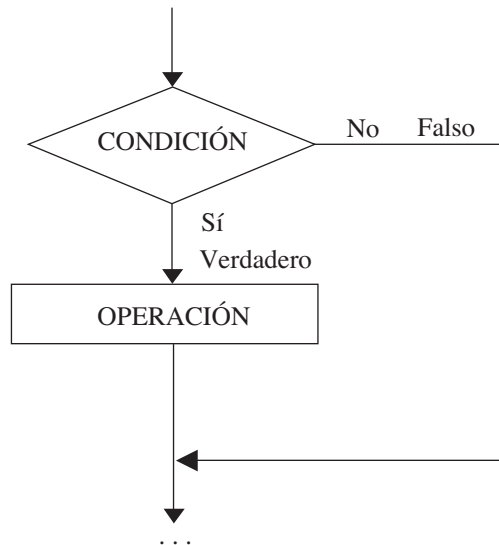 CONDICIÓN
No Falso
Sí
Verdadero
OPERACIÓN
. . .